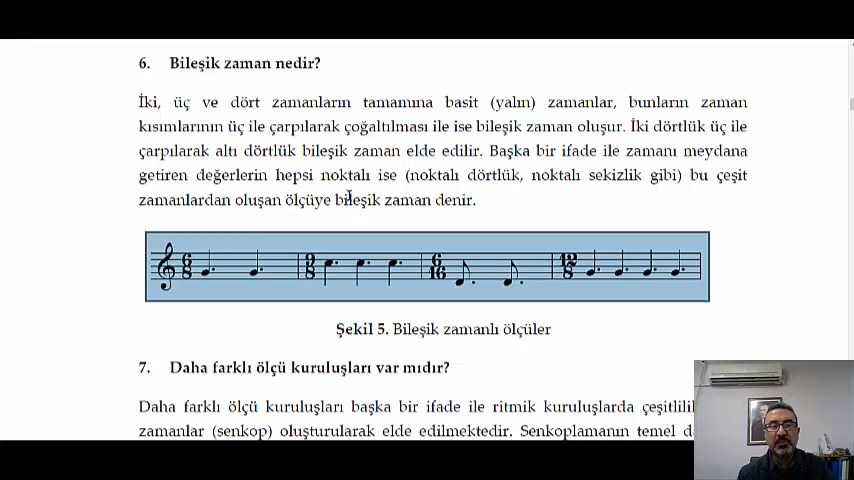 6. Bileşik zaman nedir?
İki, üç ve dört zamanların tamamına basit (yalın) zamanlar, bunların zaman
kısımlarının üç ile çarpılarak çoğaltılması ile ise bileşik zaman oluşur. İki dörtlük üç ile
çarpılarak altı dörtlük bileşik zaman elde edilir. Başka bir ifade ile zamanı meydana
getiren değerlerin hepsi noktalı ise (noktalı dörtlük, noktalı sekizlik gibi) bu çeşit
zamanlardan oluşan ölçüye bileşik zaman denir.
6 9 6 12
8 8 16 8
Şekil 5. Bileşik zamanlı ölçüler
7. Daha farklı ölçü kuruluşları var mıdır?
Daha farklı ölçü kuruluşları başka bir ifade ile ritmik kuruluşlarda
zamanlar (senkop) oluşturularak elde edilmektedir. Senkoplamanın temel